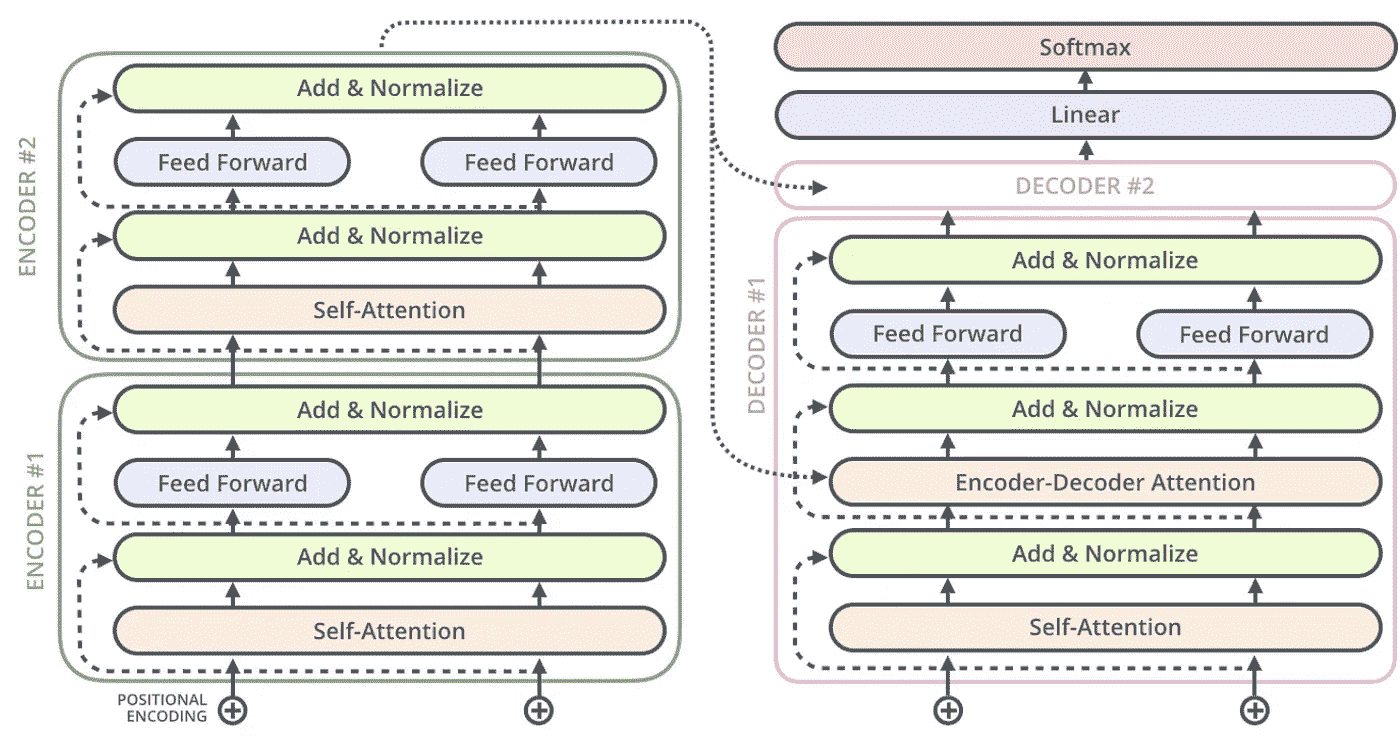 ENCODER #2
Add & Normalize
Feed Forward
Feed Forward
Add & Normalize
Self-Attention
ENCODER #1
Add & Normalize
Feed Forward
Feed Forward
Add & Normalize
Self-Attention
POSITIONAL
ENCODING
Softmax
Linear
DECODER #2
DECODER #1
Add & Normalize
Feed Forward
Feed Forward
Add & Normalize
Encoder-Decoder Attention
Add & Normalize
Self-Attention